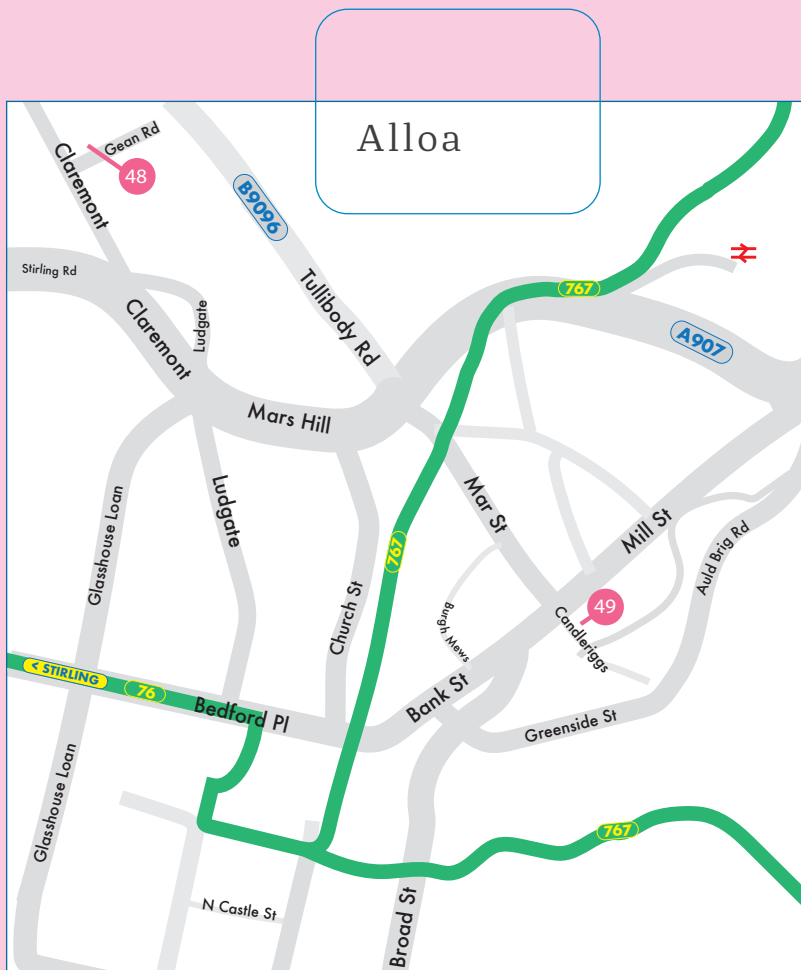 Alloa
Gean Rd
Claremont
48
B9096
Stirling Rd
767
Claremont
Ludgate
Tullibody Rd
A907
Mars Hill
Ludgate
Mar St
Glasshouse Loan
Mill St
Auld Brig Rd
767
49
Church St
Burgh Mews
Candleriggs
< STIRLING
76
Bedford Pl
Bank St
Greenside St
Glasshouse Loan
767
N Castle St
Broad St